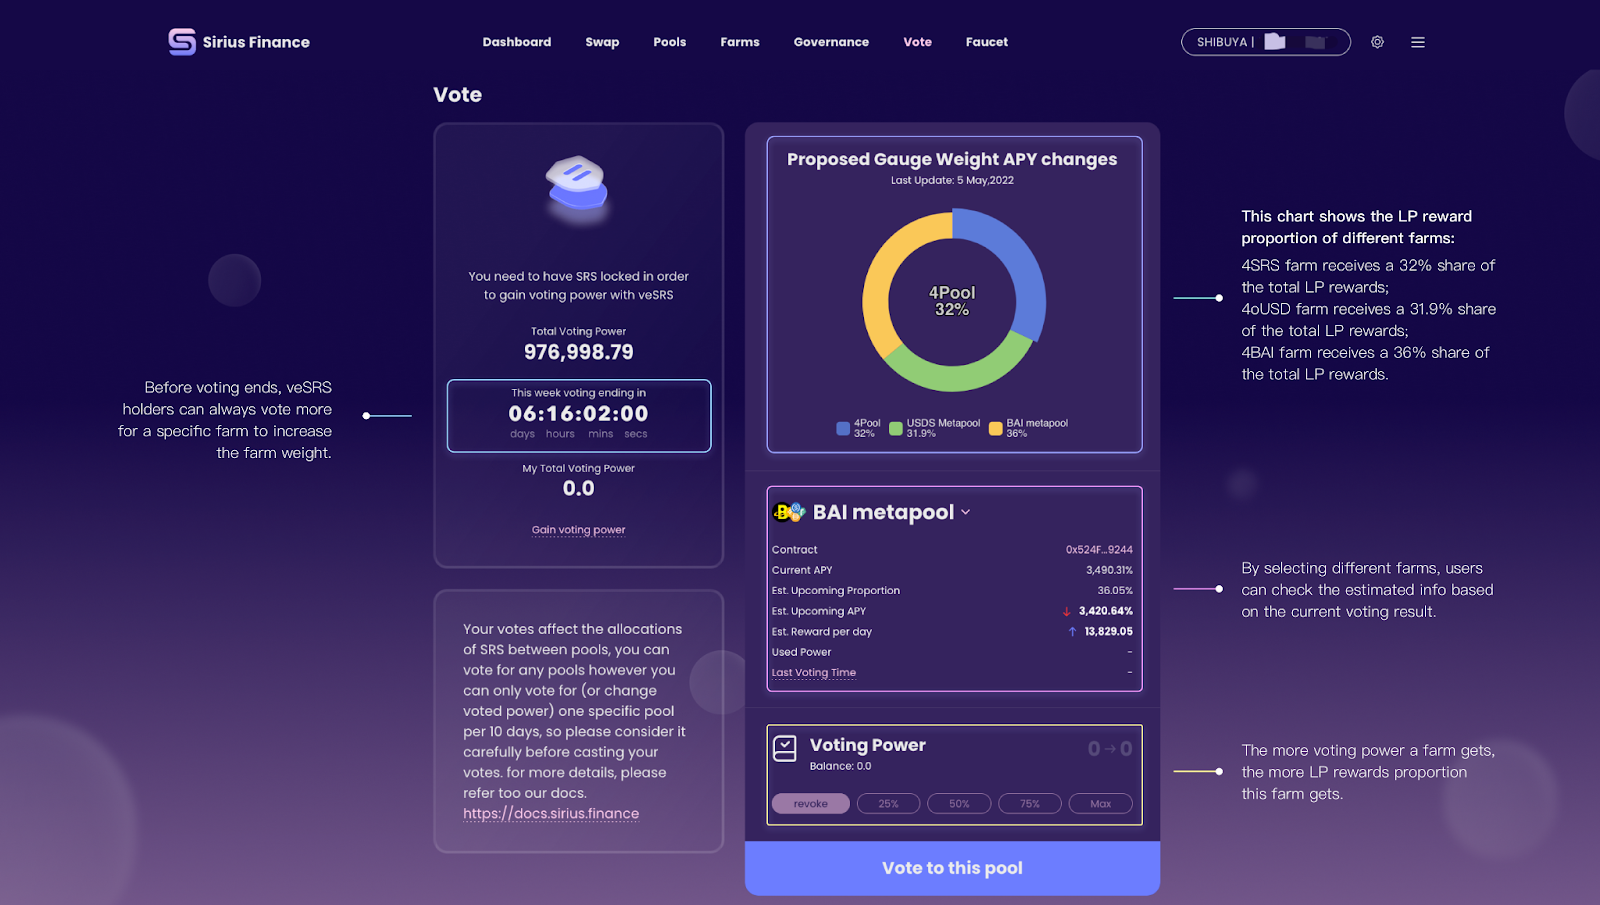 Sirius Finance
Dashboard
Swap
Pools
Farms
Governance
Vote
Faucet
SHIBUYA |
Vote
You need to have SRS locked in order
to gain voting power with veSRS
Total Voting Power
976,998.79
This week voting ending in
06:16:02:00
days hours mins secs
My Total Voting Power
0.0
Gain voting power
Before voting ends, veSRS
holders can always vote more
for a specific farm to increase
the farm weight.
Your votes affect the allocations
of SRS between pools, you can
vote for any pools however you
can only vote for (or change
voted power) one specific pool
per 10 days, so please consider it
carefully before casting your
votes. for more details, please
refer too our docs.
https://docs.sirius.finance
Proposed Gauge Weight APY changes
Last Update: 5 May,2022
4Pool
32%
4Pool
32%
USDS Metapool
31.9%
BAI metapool
36%
This chart shows the LP reward
proportion of different farms:
4SRS farm receives a 32% share of
the total LP rewards;
4oUSD farm receives a 31.9% share
of the total LP rewards;
4BAI farm receives a 36% share of
the total LP rewards.
BAI metapool
Contract 0x524F...9244
Current APY 3,490.31%
Est. Upcoming Proportion 36.05%
Est. Upcoming APY ↓ 3,420.64%
Est. Reward per day ↑ 13,829.05
Used Power -
Last Voting Time -
By selecting different farms, users
can check the estimated info based
on the current voting result.
Voting Power 0→0
Balance: 0.0
revoke 25% 50% 75% Max
The more voting power a farm gets,
the more LP rewards proportion
this farm gets.
Vote to this pool